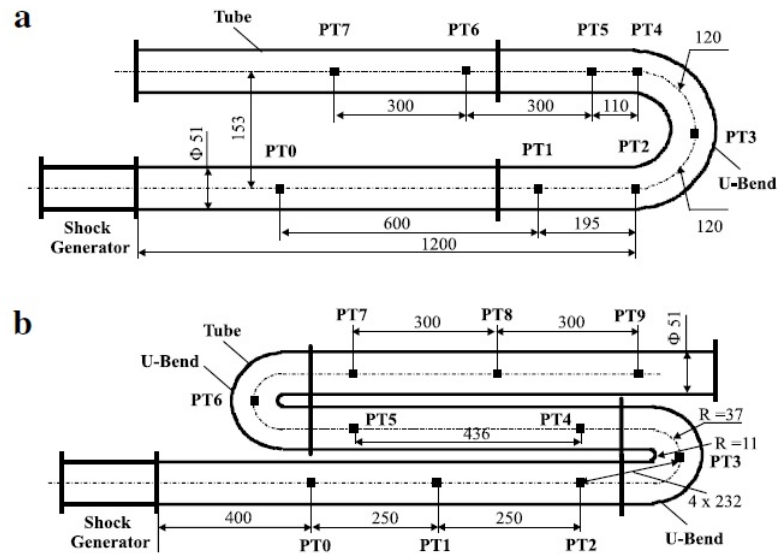 a
Tube
PT7
PT6
PT5
PT4
120
300
300
110
153
Φ 51
PT0
PT1
PT2
PT3
U-Bend
Shock
Generator
600
195
120
1200
b
PT7
PT8
PT9
300
300
Tube
U-Bend
Φ 51
PT6
PT5
PT4
R =37
436
R =11
PT3
4 x 232
Shock
Generator
400
250
250
U-Bend
PT0
PT1
PT2